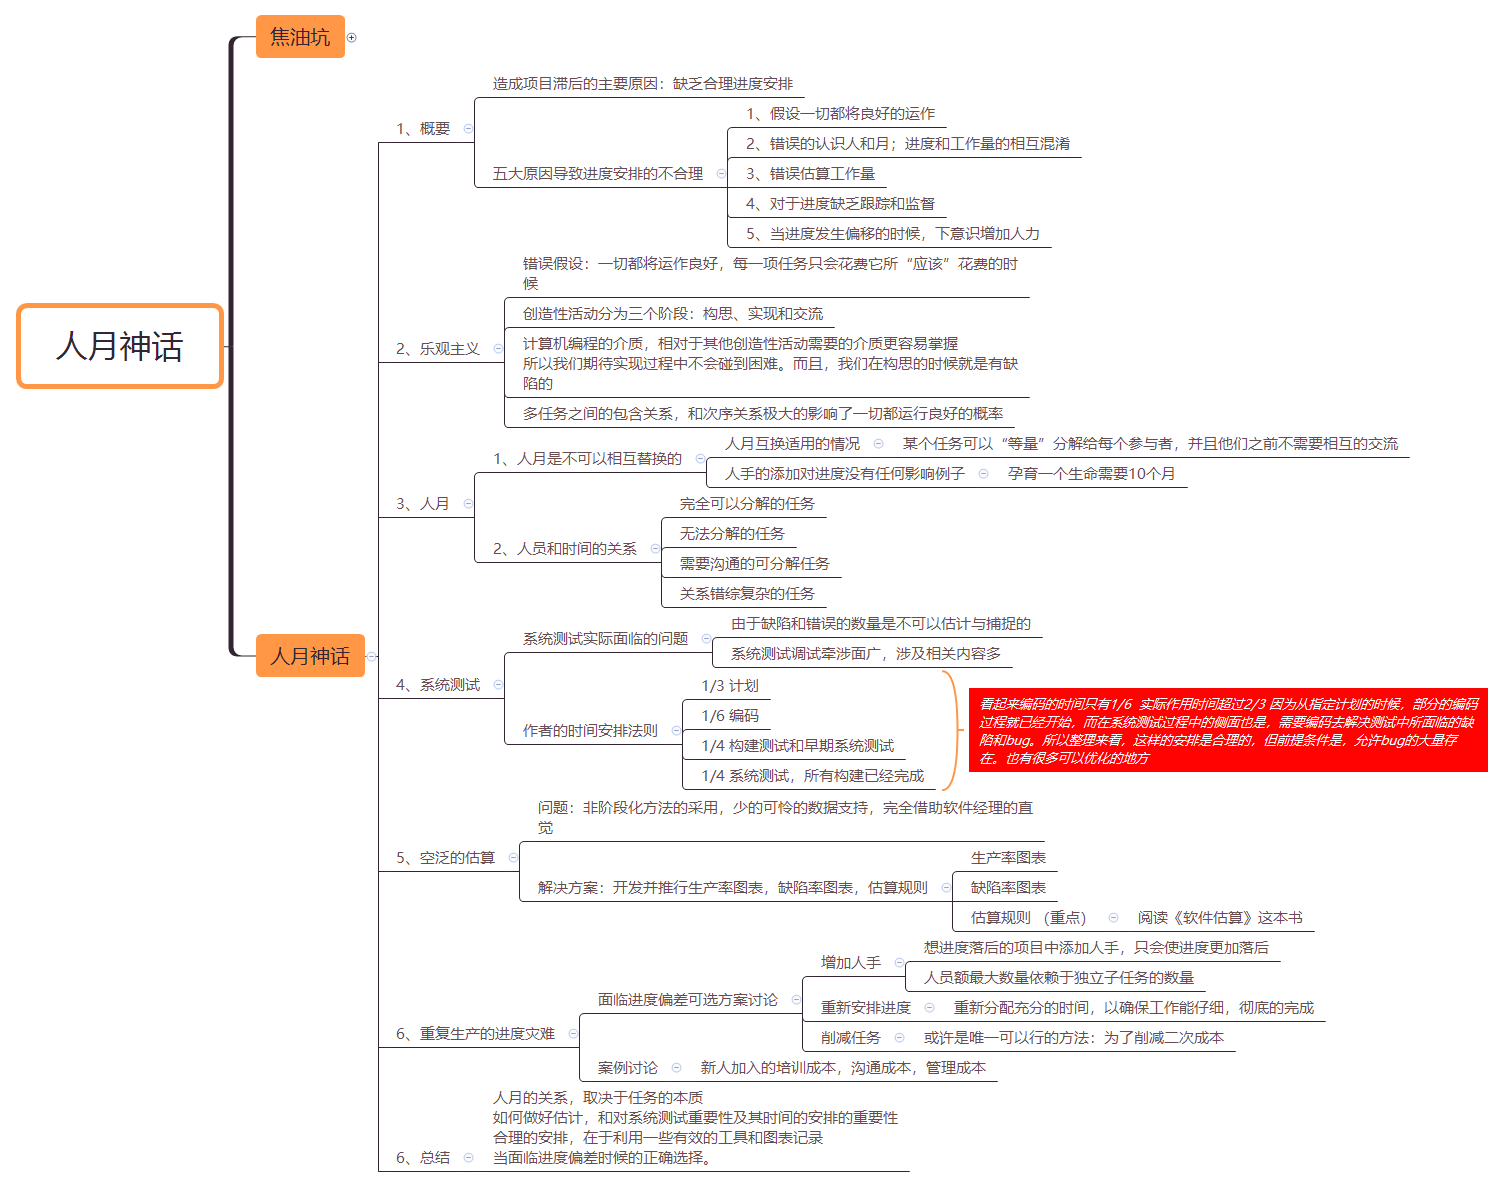 人月神话
焦油坑
人月神话
1、概要
造成项目滞后的主要原因：缺乏合理进度安排
五大原因导致进度安排的不合理
1、假设一切都将良好的运作
2、错误的认识人和月；进度和工作量的相互混淆
3、错误估算工作量
4、对于进度缺乏跟踪和监督
5、当进度发生偏移的时候，下意识增加人力
2、乐观主义
错误假设：一切都将运作良好，每一项任务只会花费它所“应该”花费的时
候
创造性活动分为三个阶段：构思、实现和交流
计算机编程的介质，相对于其他创造性活动需要的介质更容易掌握
所以我们期待实现过程中不会碰到困难。而且，我们在构思的时候就是有缺
陷的
多任务之间的包含关系，和次序关系极大的影响了一切都运行良好的概率
3、人月
1、人月是不可以相互替换的
人月互换适用的情况
某个任务可以“等量”分解给每个参与者，并且他们之前不需要相互的交流
人手的添加对进度没有任何影响例子
孕育一个生命需要10个月
2、人员和时间的关系
完全可以分解的任务
无法分解的任务
需要沟通的可分解任务
关系错综复杂的任务
4、系统测试
系统测试实际面临的问题
由于缺陷和错误的数量是不可以估计与捕捉的
系统测试调试牵涉面广，涉及相关内容多
作者的时间安排法则
1/3 计划
1/6 编码
1/4 构建测试和早期系统测试
1/4 系统测试，所有构建已经完成
看起来编码的时间只有1/6 实际作用时间超过2/3 因为从指定计划的时候，部分的编码
过程就已经开始，而在系统测试过程中的侧面也是，需要编码去解决测试中所面临的缺
陷和bug。所以整理来看，这样的安排是合理的，但前提条件是，允许bug的大量存
在。也有很多可以优化的地方
5、空泛的估算
问题：非阶段化方法的采用，少的可怜的数据支持，完全借助软件经理的直
觉
解决方案：开发并推行生产率图表，缺陷率图表，估算规则
生产率图表
缺陷率图表
估算规则 （重点）
阅读《软件估算》这本书
6、重复生产的进度灾难
面临进度偏差可选方案讨论
增加人手
想进度落后的项目中添加人手，只会使进度更加落后
人员额最大数量依赖于独立子任务的数量
重新安排进度
重新分配充分的时间，以确保工作能仔细，彻底的完成
削减任务
或许是唯一可以行的方法：为了削减二次成本
案例讨论
新人加入的培训成本，沟通成本，管理成本
6、总结
人月的关系，取决于任务的本质
如何做好估计，和对系统测试重要性及其时间的安排的重要性
合理的安排，在于利用一些有效的工具和图表记录
当面临进度偏差时候的正确选择。